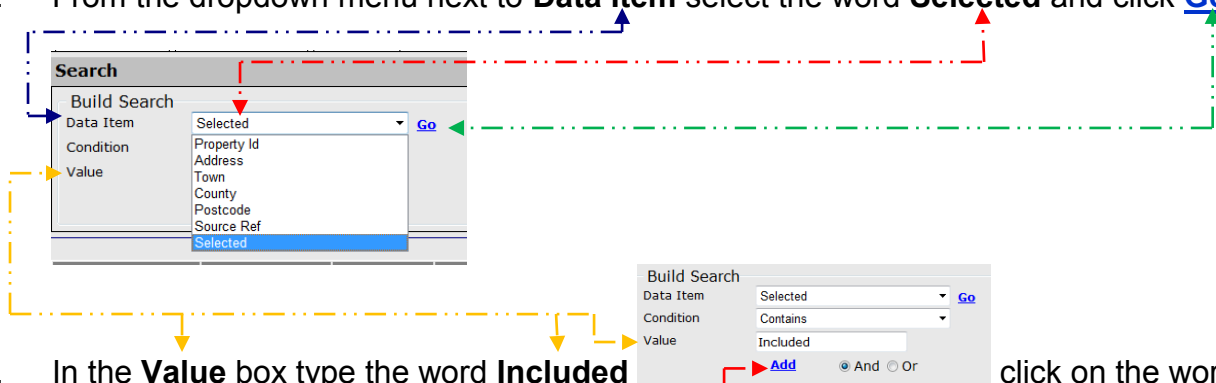 From the dropdown menu next to Data Item select the word Selected and click Go
Search
Build Search
Data Item Selected Go
Condition Property Id
Address
Value Town
County
Postcode
Source Ref
Selected
Build Search
Data Item Selected Go
Condition Contains
Value Included
Add And Or
In the Value box type the word Included click on the wor